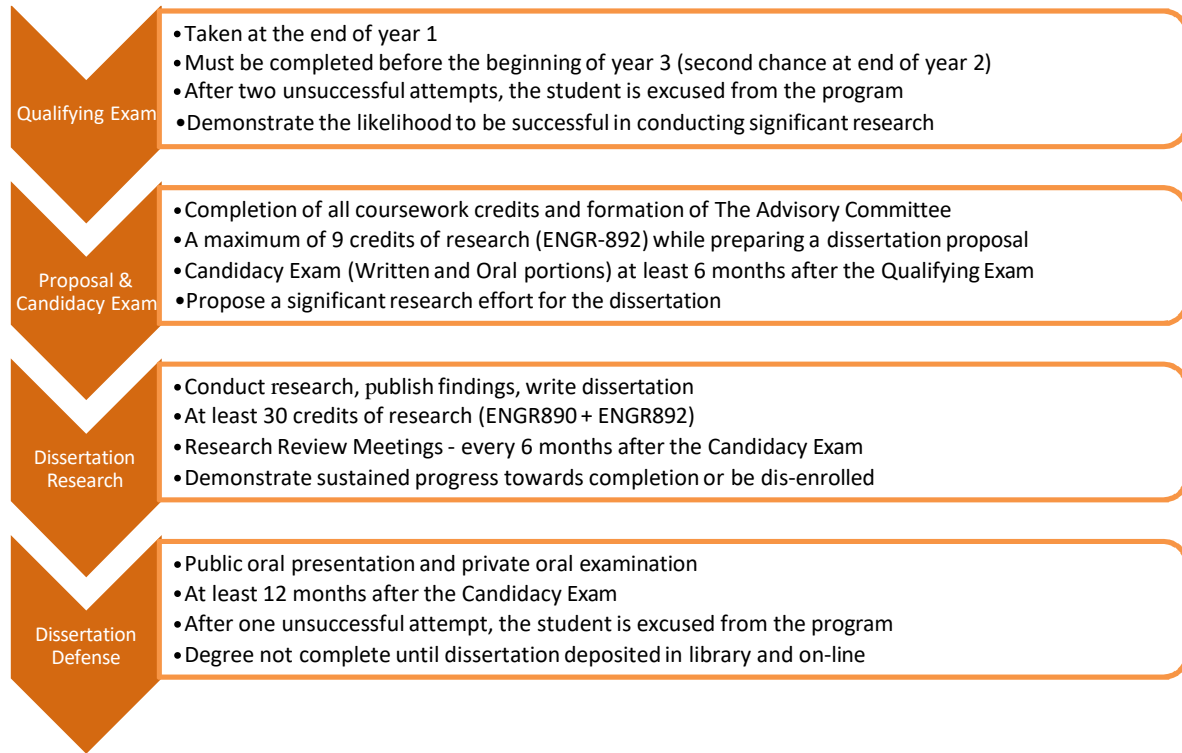 Qualifying Exam
•Taken at the end of year 1
•Must be completed before the beginning of year 3 (second chance at end of year 2)
•After two unsuccessful attempts, the student is excused from the program
•Demonstrate the likelihood to be successful in conducting significant research
Proposal &
Candidacy Exam
•Completion of all coursework credits and formation of The Advisory Committee
•A maximum of 9 credits of research (ENGR-892) while preparing a dissertation proposal
•Candidacy Exam (Written and Oral portions) at least 6 months after the Qualifying Exam
•Propose a significant research effort for the dissertation
Dissertation
Research
•Conduct research, publish findings, write dissertation
•At least 30 credits of research (ENGR890 + ENGR892)
•Research Review Meetings - every 6 months after the Candidacy Exam
•Demonstrate sustained progress towards completion or be dis-enrolled
Dissertation
Defense
•Public oral presentation and private oral examination
•At least 12 months after the Candidacy Exam
•After one unsuccessful attempt, the student is excused from the program
•Degree not complete until dissertation deposited in library and on-line